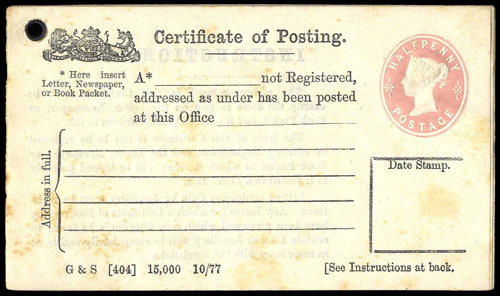 Certificate of Posting.
* Here insert
Letter, Newspaper,
or Book Packet.
A* not Registered,
addressed as under has been posted
at this Office
HALFPENNY
POSTAGE
Address in full.
Date Stamp.
G & S [404] 15,000 10/77
[See Instructions at back.